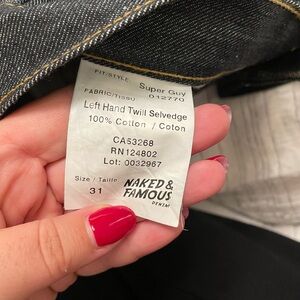 FIT/STYLE Super Guy
FABRIC/TISSU 012770
Left Hand Twill Selvedge
100% Cotton / Coton
CA53268
RN124802
Lot: 0032967
Size / Taille
31
NAKED &
FAMOUS
DENIM